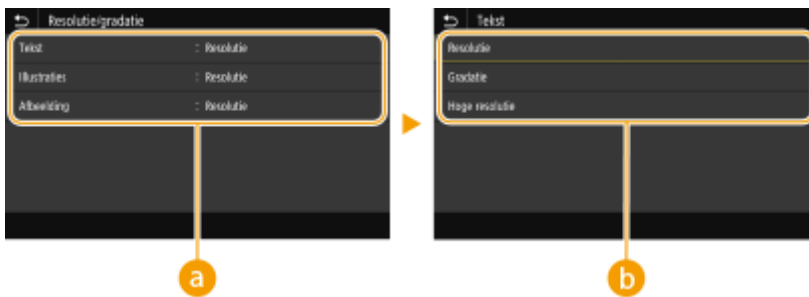 Resolutie/gradatie
Tekst : Resolutie
Illustraties : Resolutie
Afbeelding : Resolutie
a
Tekst
Resolutie
Gradatie
Hoge resolutie
b